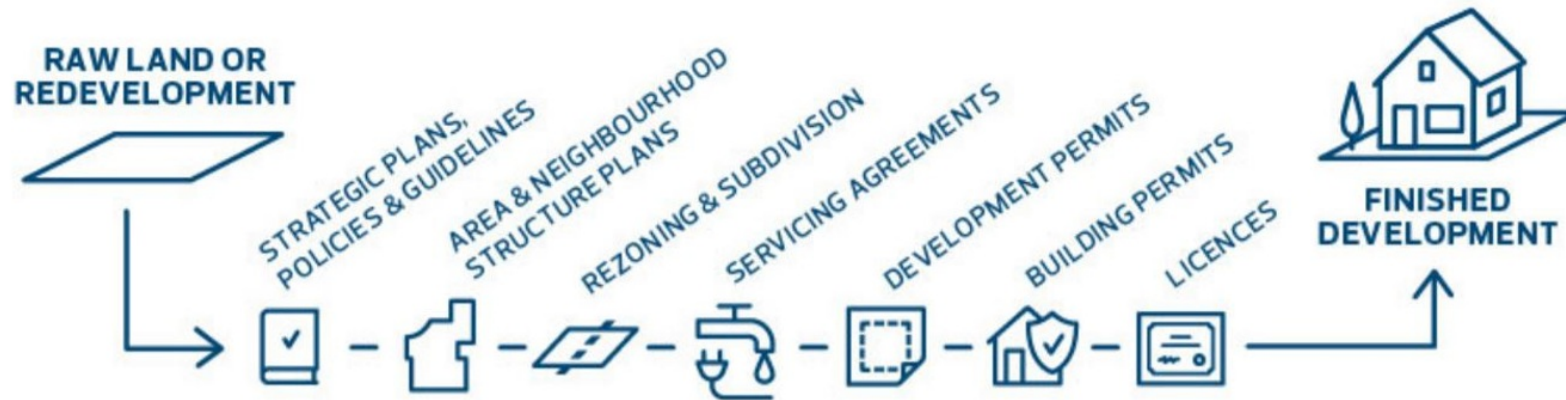 RAW LAND OR
REDEVELOPMENT
STRATEGIC PLANS,
POLICIES & GUIDELINES
AREA & NEIGHBOURHOOD
STRUCTURE PLANS
REZONING & SUBDIVISION
SERVICING AGREEMENTS
DEVELOPMENT PERMITS
BUILDING PERMITS
LICENCES
FINISHED
DEVELOPMENT